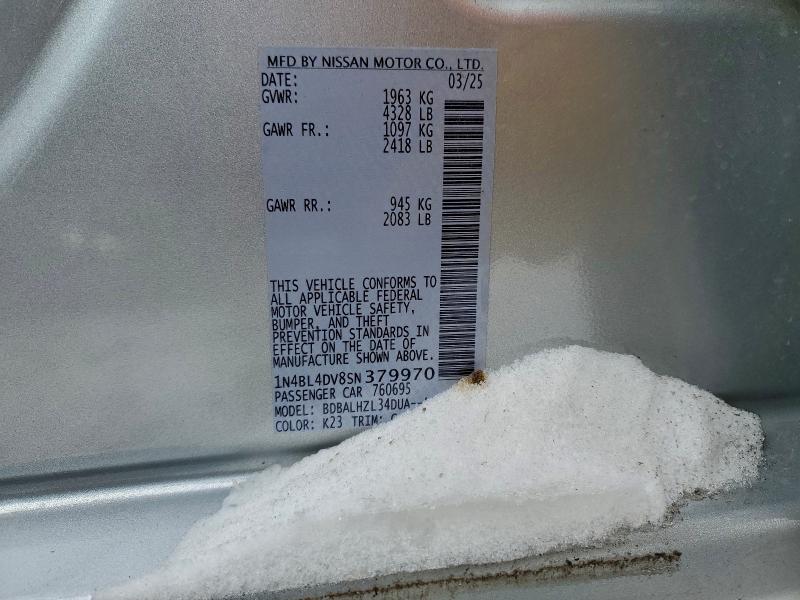 MFD BY NISSAN MOTOR CO., LTD.
DATE: 03/25
GVWR: 1963 KG
4328 LB
GAWR FR.: 1097 KG
2418 LB
GAWR RR.: 945 KG
2083 LB
THIS VEHICLE CONFORMS TO
ALL APPLICABLE FEDERAL
MOTOR VEHICLE SAFETY,
BUMPER, AND THEFT
PREVENTION STANDARDS IN
EFFECT ON THE DATE OF
MANUFACTURE SHOWN ABOVE.
1N4BL4DV8SN379970
PASSENGER CAR 760695
MODEL: BDBALHZL34DUA--
COLOR: K23 TRIM: